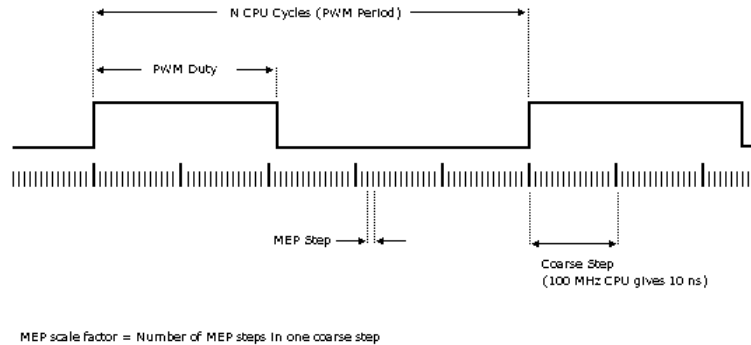 N CPU Cycles (PWM Period)
PWM Duty
MEP Step
Coarse Step
(100 MHz CPU gives 10 ns)
MEP scale factor = Number of MEP steps in one coarse step